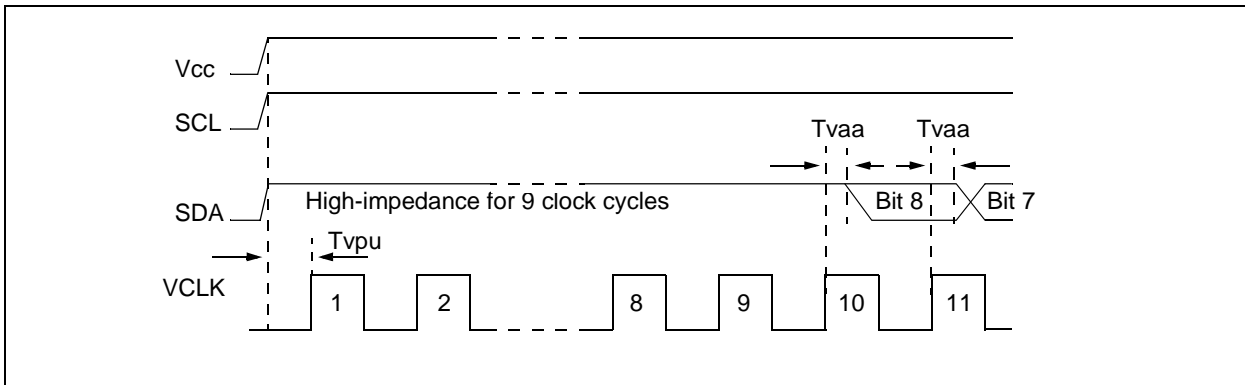 Vcc
SCL
Tvaa Tvaa
SDA
High-impedance for 9 clock cycles
Bit 8 Bit 7
Tvpu
VCLK
1 2 8 9 10 11